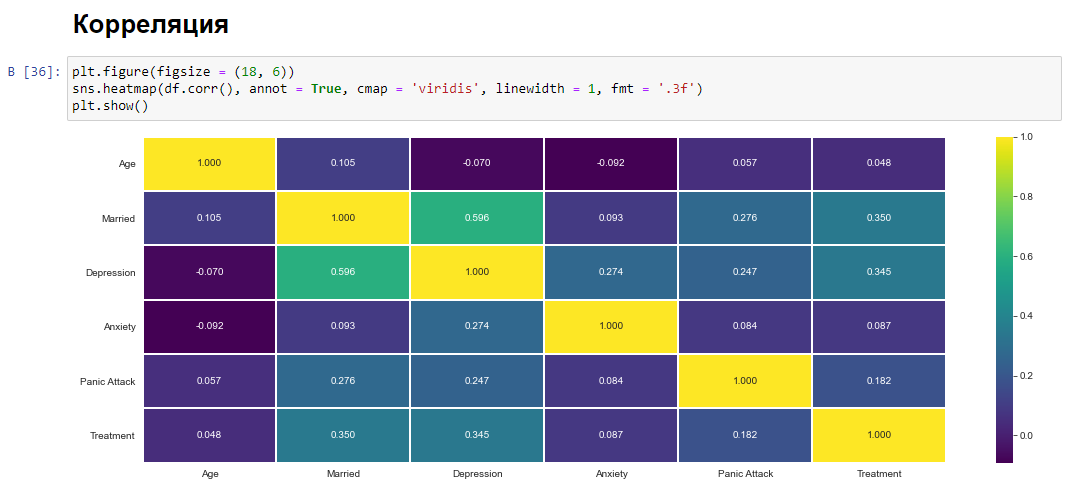 Корреляция
В [36]: plt.figure(figsize = (18, 6))
sns.heatmap(df.corr(), annot = True, cmap = 'viridis', linewidth = 1, fmt = '.3f')
plt.show()
Age 1.000 0.105 -0.070 -0.092 0.057 0.048
Married 0.105 1.000 0.596 0.093 0.276 0.350
Depression -0.070 0.596 1.000 0.274 0.247 0.345
Anxiety -0.092 0.093 0.274 1.000 0.084 0.087
Panic Attack 0.057 0.276 0.247 0.084 1.000 0.182
Treatment 0.048 0.350 0.345 0.087 0.182 1.000
Age Married Depression Anxiety Panic Attack Treatment
1.0
0.8
0.6
0.4
0.2
0.0